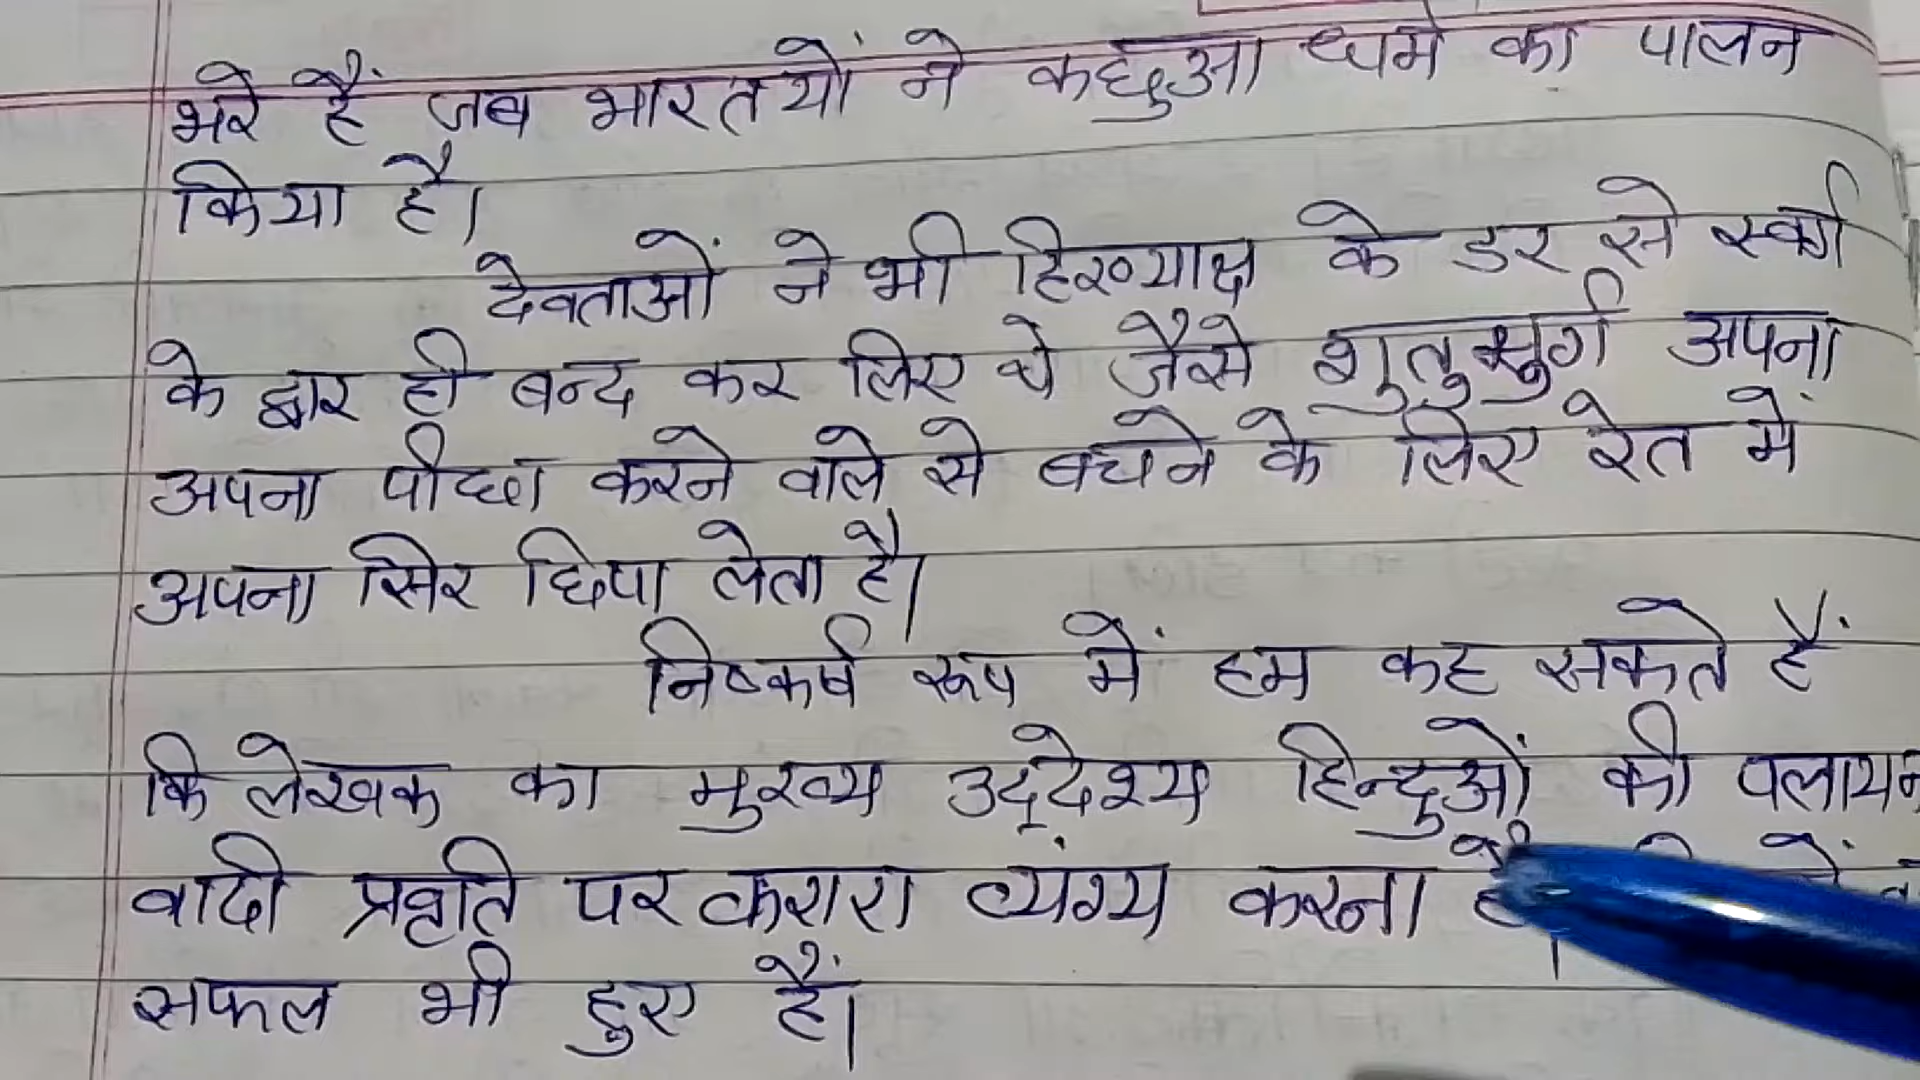 भरे हैं जब भारतयों ने कछुआ धर्म का पालन
किया है।
देवताओं ने भी हिरण्याक्ष के डर से स्वर्ग
के द्वार ही बन्द कर लिए थे जैसे शुतुरमुर्ग अपना
अपना पीछा करने वाले से बचने के लिए रेत में
अपना सिर छिपा लेता है।
निष्कर्ष रूप में हम कह सकते हैं
कि लेखक का मुख्य उद्देश्य हिन्दुओं की पलायन
वादी प्रवृति पर करारा व्यंग्य करना है।
सफल भी हुए हैं।